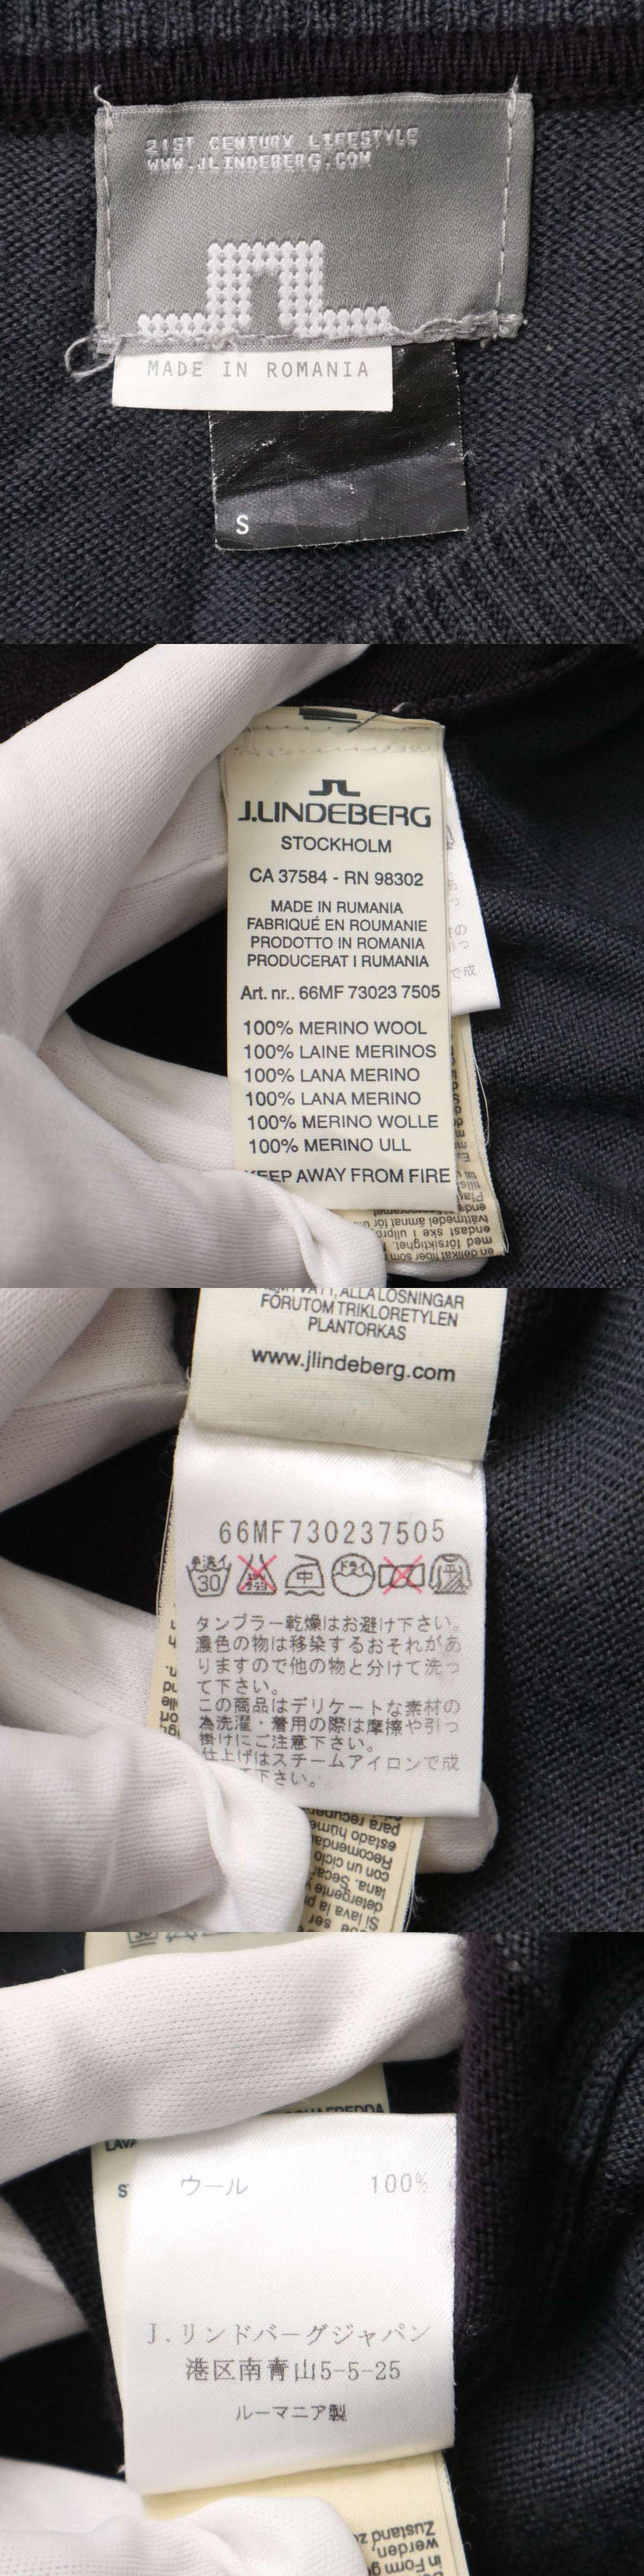 21ST CENTURY LIFESTYLE
WWW.JLINDEBERG.COM
MADE IN ROMANIA
S
J.LINDEBERG
STOCKHOLM
CA 37584 - RN 98302
MADE IN RUMANIA
FABRIQUÉ EN ROUMANIE
PRODOTTO IN ROMANIA
PRODUCERAT I RUMANIA
Art. nr.. 66MF 73023 7505
100% MERINO WOOL
100% LAINE MERINOS
100% LANA MERINO
100% LANA MERINO
100% MERINO WOLLE
100% MERINO ULL
KEEP AWAY FROM FIRE
ALLA LÖSNINGAR
FÖRUTOM TRIKLORETYLEN
PLANTORKAS
www.jlindeberg.com
66MF730237505
手洗イ 30 中 ドライ
タンブラー乾燥はお避け下さい。
濃色の物は移染するおそれがあ
りますので他の物と分けて洗っ
て下さい。
この商品はデリケートな素材の
為洗濯・着用の際は摩擦や引っ
掛けにご注意下さい。
仕上げはスチームアイロンで成
下さい。
ウール 100%
J.リンドバーグジャパン
港区南青山5-5-25
ルーマニア製